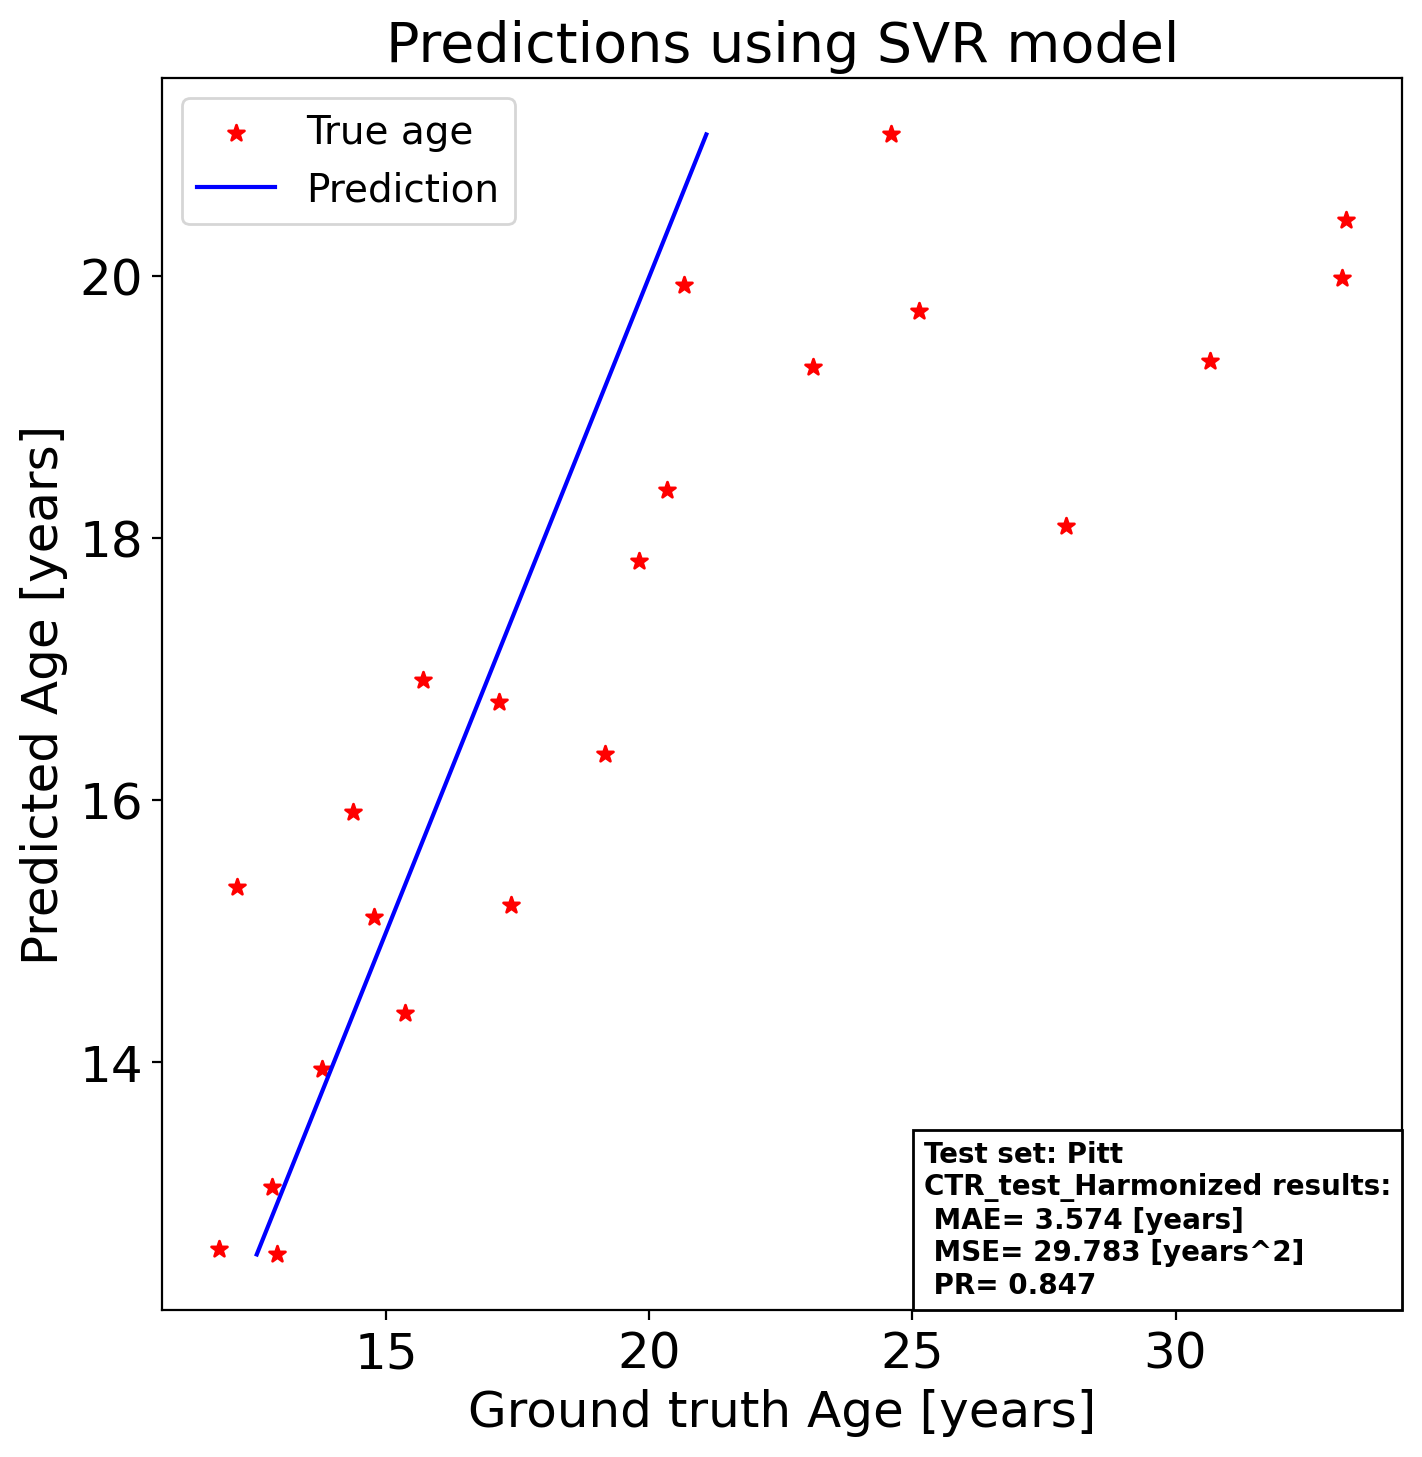 Predictions using SVR model
True age
Prediction
Predicted Age [years]
20
18
16
14
Test set: Pitt
CTR_test_Harmonized results:
MAE= 3.574 [years]
MSE= 29.783 [years^2]
PR= 0.847
15 20 25 30
Ground truth Age [years]